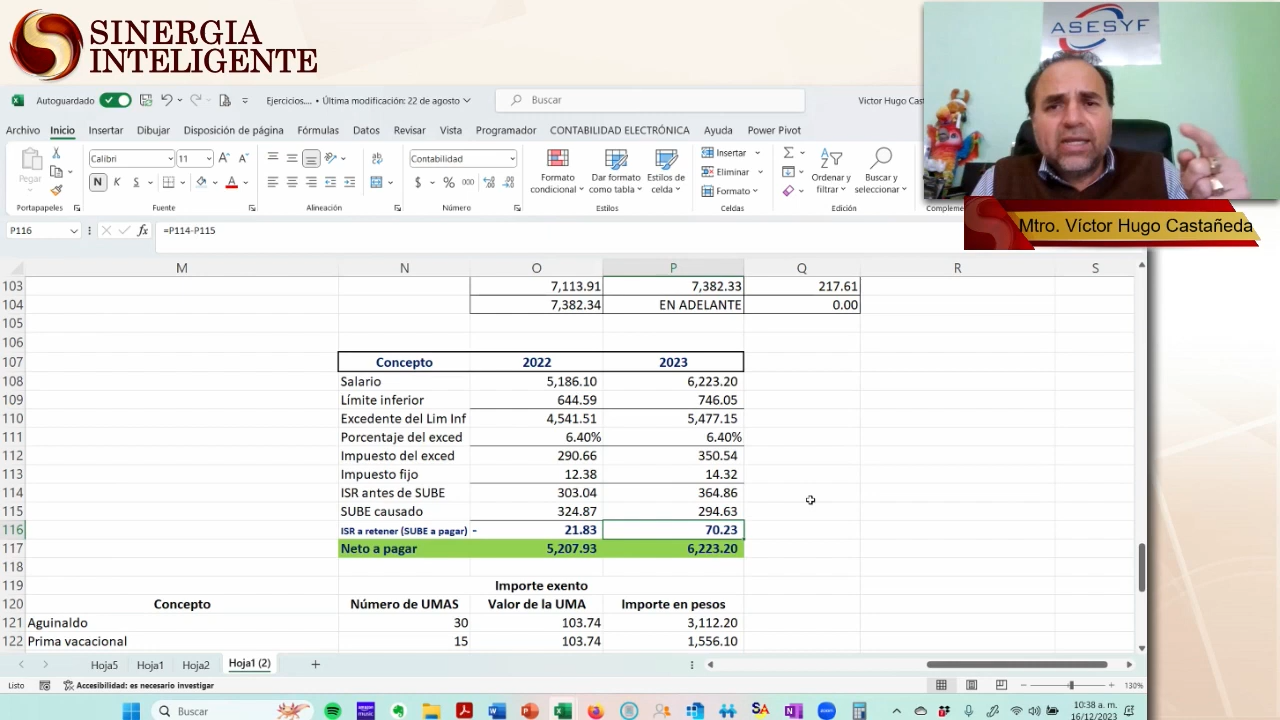 SINERGIA
INTELIGENTE
ASESYF
Autoguardado
Ejercicios.... • Última modificación: 22 de agosto
Buscar
Victor Hugo Cas
Archivo Inicio Insertar Dibujar Disposición de página Fórmulas Datos Revisar Vista Programador CONTABILIDAD ELECTRÓNICA Ayuda Power Pivot
Pegar
Calibri 11
N K S
Contabilidad
$ % 000
Formato condicional
Dar formato como tabla
Estilos de celda
Insertar
Eliminar
Formato
Ordenar y filtrar
Buscar y seleccionar
Portapapeles Fuente Alineación Número Estilos Celdas Edición Compleme
Mtro. Víctor Hugo Castañeda
P116 fx =P114-P115
M N O P Q R S
103 7,113.91 7,382.33 217.61
104 7,382.34 EN ADELANTE 0.00
105
106
107 Concepto 2022 2023
108 Salario 5,186.10 6,223.20
109 Límite inferior 644.59 746.05
110 Excedente del Lim Inf 4,541.51 5,477.15
111 Porcentaje del exced 6.40% 6.40%
112 Impuesto del exced 290.66 350.54
113 Impuesto fijo 12.38 14.32
114 ISR antes de SUBE 303.04 364.86
115 SUBE causado 324.87 294.63
116 ISR a retener (SUBE a pagar) - 21.83 70.23
117 Neto a pagar 5,207.93 6,223.20
118
119 Importe exento
120 Concepto Número de UMAS Valor de la UMA Importe en pesos
121 Aguinaldo 30 103.74 3,112.20
122 Prima vacacional 15 103.74 1,556.10
Hoja5 Hoja1 Hoja2 Hoja1 (2)
Listo Accesibilidad: es necesario investigar 130%
Buscar
10:38 a. m.
16/12/2023